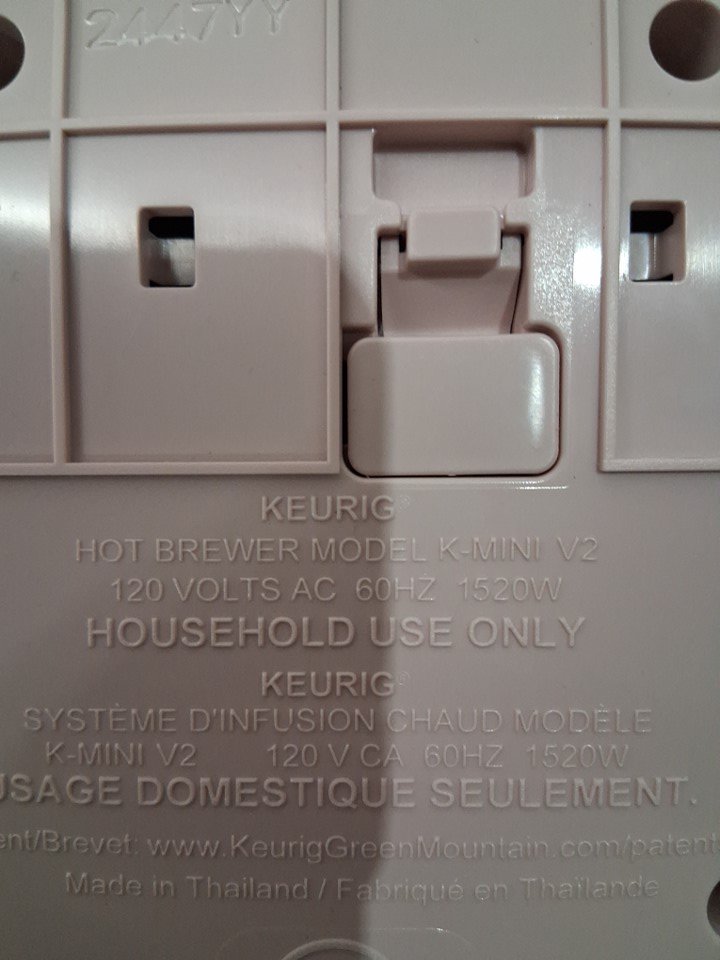 2447YY
KEURIG®
HOT BREWER MODEL K-MINI V2
120 VOLTS AC 60HZ 1520W
HOUSEHOLD USE ONLY
KEURIG®
SYSTÈME D'INFUSION CHAUD MODÈLE
K-MINI V2 120 V CA 60HZ 1520W
USAGE DOMESTIQUE SEULEMENT.
ent/Brevet: www.KeurigGreenMountain.com/patent
Made in Thailand / Fabriqué en Thaïlande